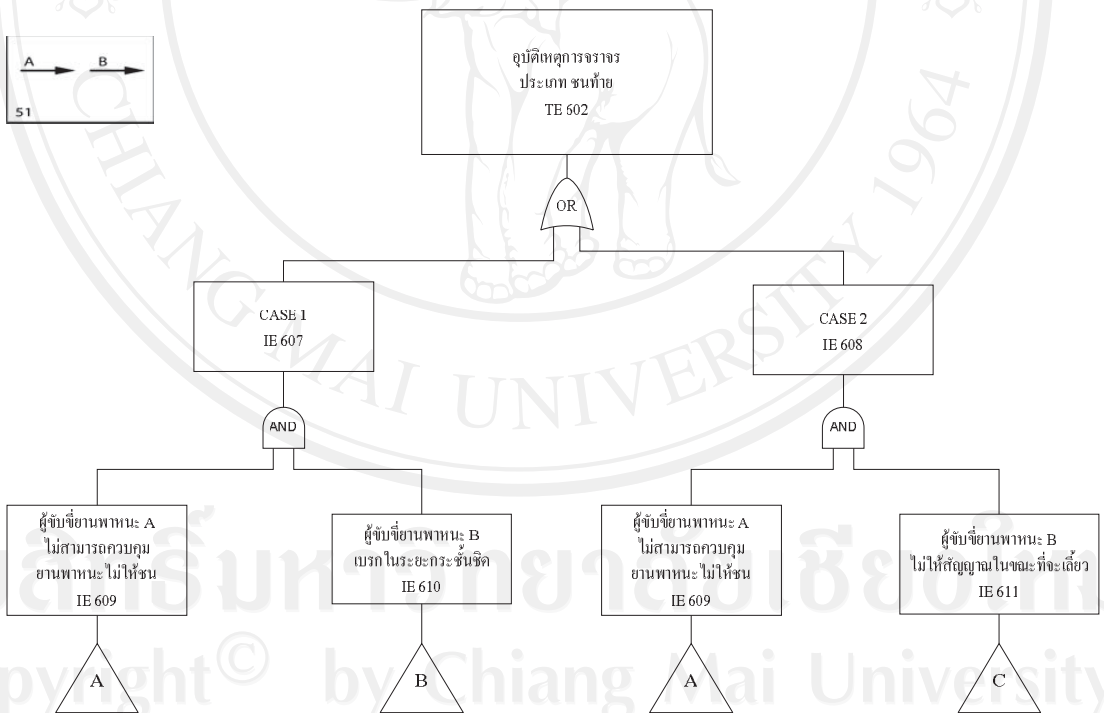 A B
51
อุบัติเหตุการจราจร
ประเภท ชนท้าย
TE 602
OR
CASE 1
IE 607
CASE 2
IE 608
AND
AND
ผู้ขับขี่ยานพาหนะ A
ไม่สามารถควบคุม
ยานพาหนะ ไม่ให้ชน
IE 609
ผู้ขับขี่ยานพาหนะ B
เบรกในระยะกระชั้นชิด
IE 610
ผู้ขับขี่ยานพาหนะ A
ไม่สามารถควบคุม
ยานพาหนะ ไม่ให้ชน
IE 609
ผู้ขับขี่ยานพาหนะ B
ไม่ให้สัญญาณในขณะที่จะเลี้ยว
IE 611
A
B
A
C
CHIANG MAI UNIVERSITY 1964
by Chiang Mai University